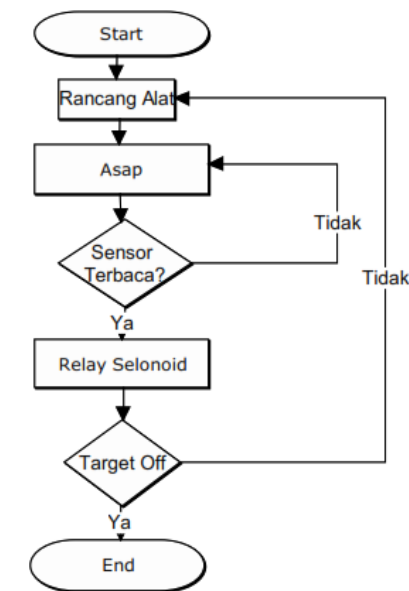 Start
Rancang Alat
Asap
Tidak
Sensor
Terbaca?
Tidak
Ya
Relay Selonoid
Target Off
Ya
End